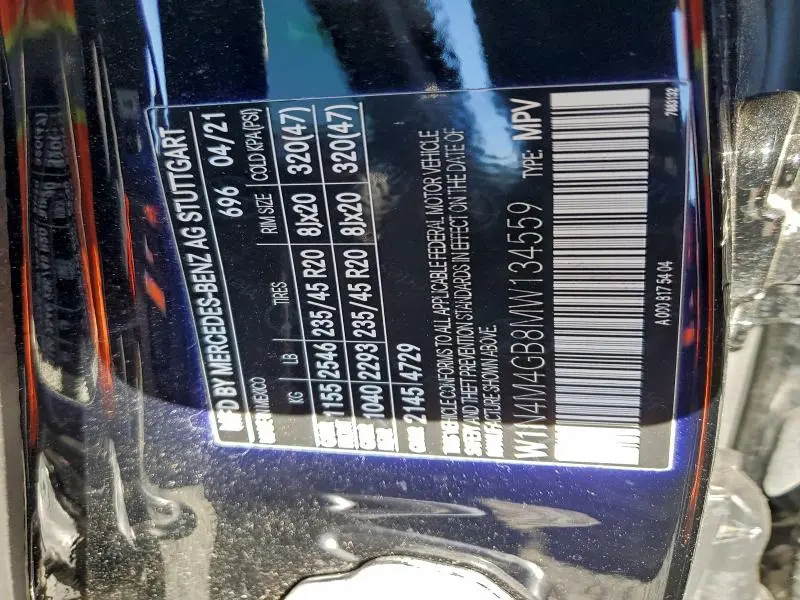 MFD BY MERCEDES-BENZ AG STUTTGART
MADE IN MEXICO 696 04/21
KG LB TIRES RIM SIZE COLD KPA(PSI)
1155 2546 235/45 R20 8Jx20 320(47)
1040 2293 235/45 R20 8Jx20 320(47)
2145 4729
THIS VEHICLE CONFORMS TO ALL APPLICABLE FEDERAL MOTOR VEHICLE
SAFETY, AND THEFT PREVENTION STANDARDS IN EFFECT ON THE DATE OF
MANUFACTURE SHOWN ABOVE.
W1N4M4GB8MW134559 TYPE: MPV
A 000 817 54 04